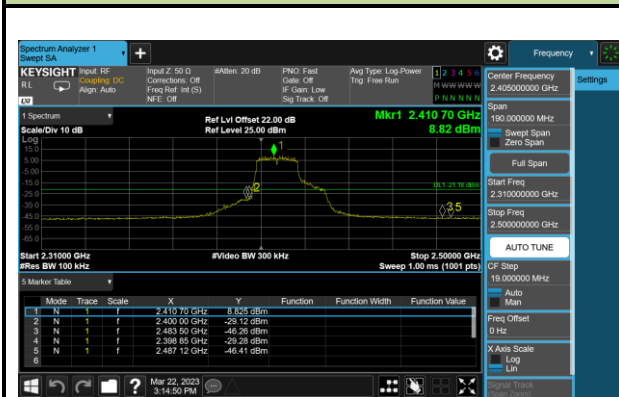 Spectrum Analyzer 1
Swept SA
+
Frequency
KEYSIGHT
RL
LXI
Input: RF
Coupling: DC
Align: Auto
Input Z: 50 Ω
Corrections: Off
Freq Ref: Int (S)
NFE: Off
#Atten: 20 dB
PNO: Fast
Gate: Off
IF Gain: Low
Sig Track: Off
Avg Type: Log-Power
Trig: Free Run
1 2 3 4 5 6
M W W W W W
P N N N N N
Center Frequency
2.405000000 GHz
Settings
Span
190.000000 MHz
Swept Span
Zero Span
Full Span
Start Freq
2.310000000 GHz
Stop Freq
2.500000000 GHz
AUTO TUNE
CF Step
19.000000 MHz
Auto
Man
Freq Offset
0 Hz
X Axis Scale
Log
Lin
Signal Track
(Span Zoom)
1 Spectrum
Scale/Div 10 dB
Ref Lvl Offset 22.00 dB
Ref Level 25.00 dBm
Mkr1 2.410 70 GHz
8.82 dBm
Log
15.0
5.00
-5.00
-15.0
-25.0
-35.0
-45.0
-55.0
-65.0
1
2
3 5
DL1 -21.18 dBm
Start 2.31000 GHz
#Res BW 100 kHz
#Video BW 300 kHz
Stop 2.50000 GHz
Sweep 1.00 ms (1001 pts)
5 Marker Table
Mode Trace Scale X Y Function Function Width Function Value
1 N 1 f 2.410 70 GHz 8.825 dBm
2 N 1 f 2.400 00 GHz -29.12 dBm
3 N 1 f 2.483 50 GHz -46.26 dBm
4 N 1 f 2.398 85 GHz -29.28 dBm
5 N 1 f 2.487 12 GHz -46.41 dBm
6
?
Mar 22, 2023
3:14:50 PM